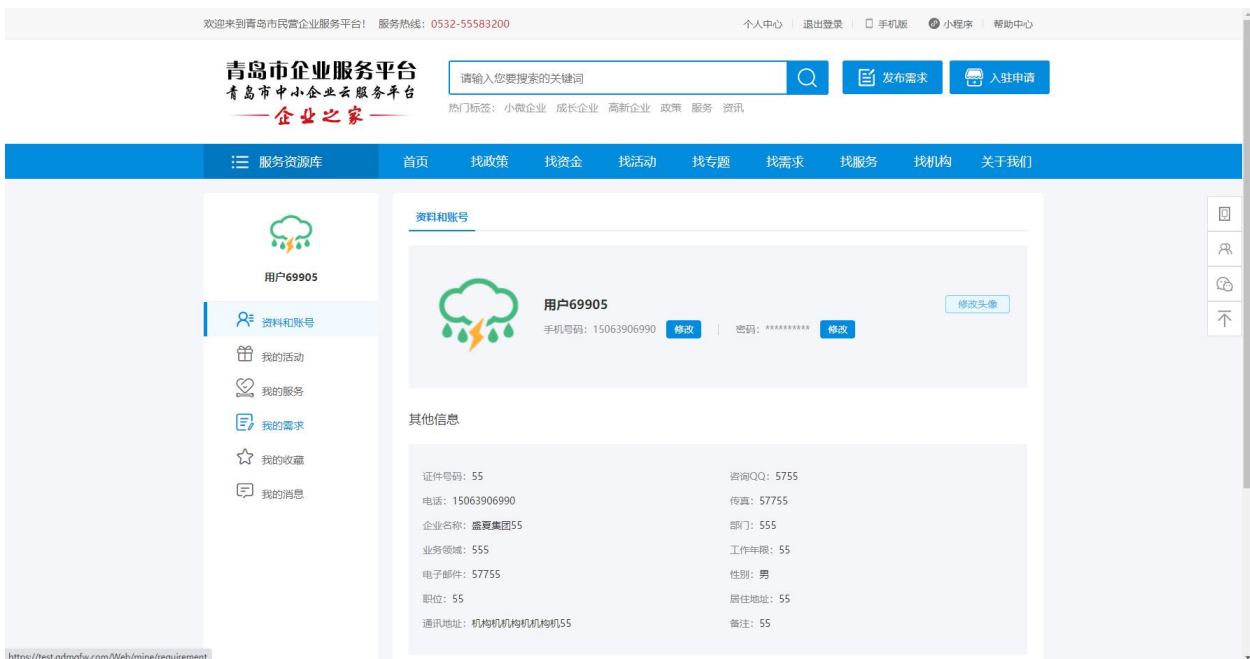 欢迎来到青岛市民营企业服务平台! 服务热线: 0532-55583200
个人中心 退出登录 手机版 小程序 帮助中心
青岛市企业服务平台
青岛市中小企业云服务平台
企业之家
请输入您要搜索的关键词
发布需求
入驻申请
热门标签: 小微企业 成长企业 高新企业 政策 服务 资讯
服务资源库 首页 找政策 找资金 找活动 找专题 找需求 找服务 找机构 关于我们
用户69905
资料和账号
我的活动
我的服务
我的需求
我的收藏
我的消息
资料和账号
用户69905
手机号码: 15063906990 修改 密码: ********** 修改
修改头像
其他信息
证件号码: 55 咨询QQ: 5755
电话: 15063906990 传真: 57755
企业名称: 盛夏集团55 部门: 555
业务领域: 555 工作年限: 55
电子邮件: 57755 性别: 男
职位: 55 居住地址: 55
通讯地址: 机构机机构机机构机55 备注: 55
https://test.qdmqfw.com/Web/mine/requirement